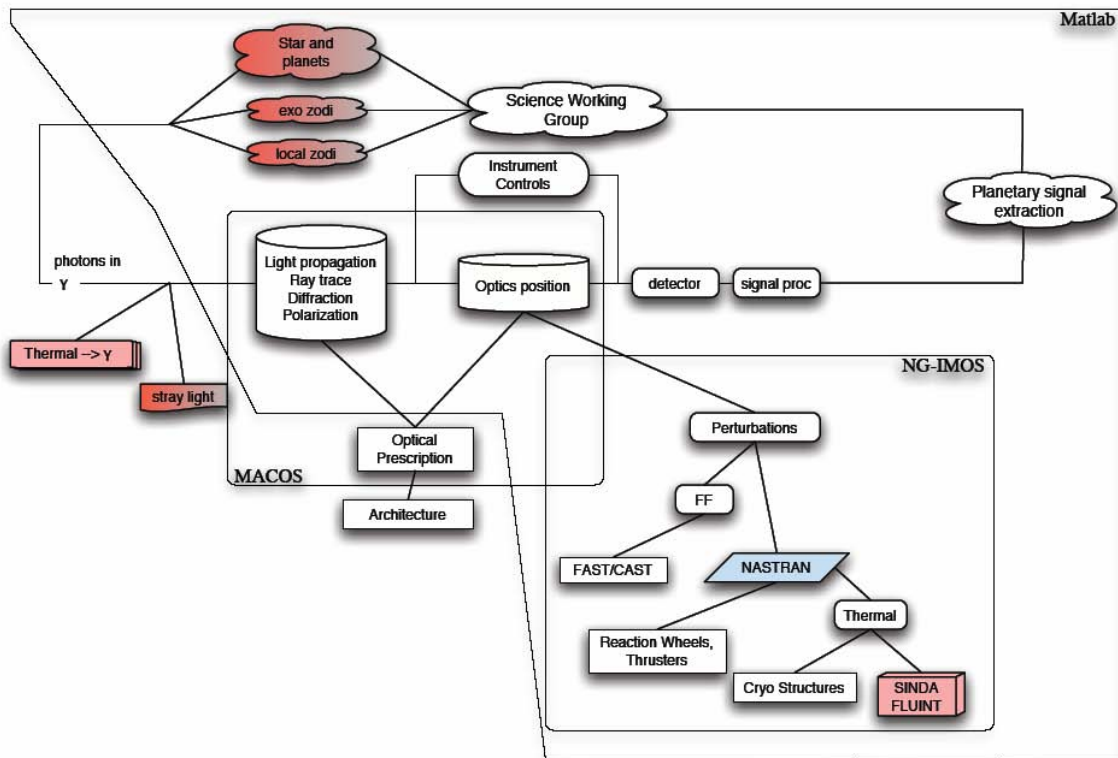 Matlab
Star and
planets
exo zodi
local zodi
Science Working
Group
Instrument
Controls
Planetary signal
extraction
photons in
γ
Light propagation
Ray trace
Diffraction
Polarization
Optics position
detector
signal proc
Thermal --> γ
stray light
NG-IMOS
Optical
Prescription
MACOS
Architecture
Perturbations
FF
FAST/CAST
NASTRAN
Thermal
Reaction Wheels,
Thrusters
Cryo Structures
SINDA
FLUINT